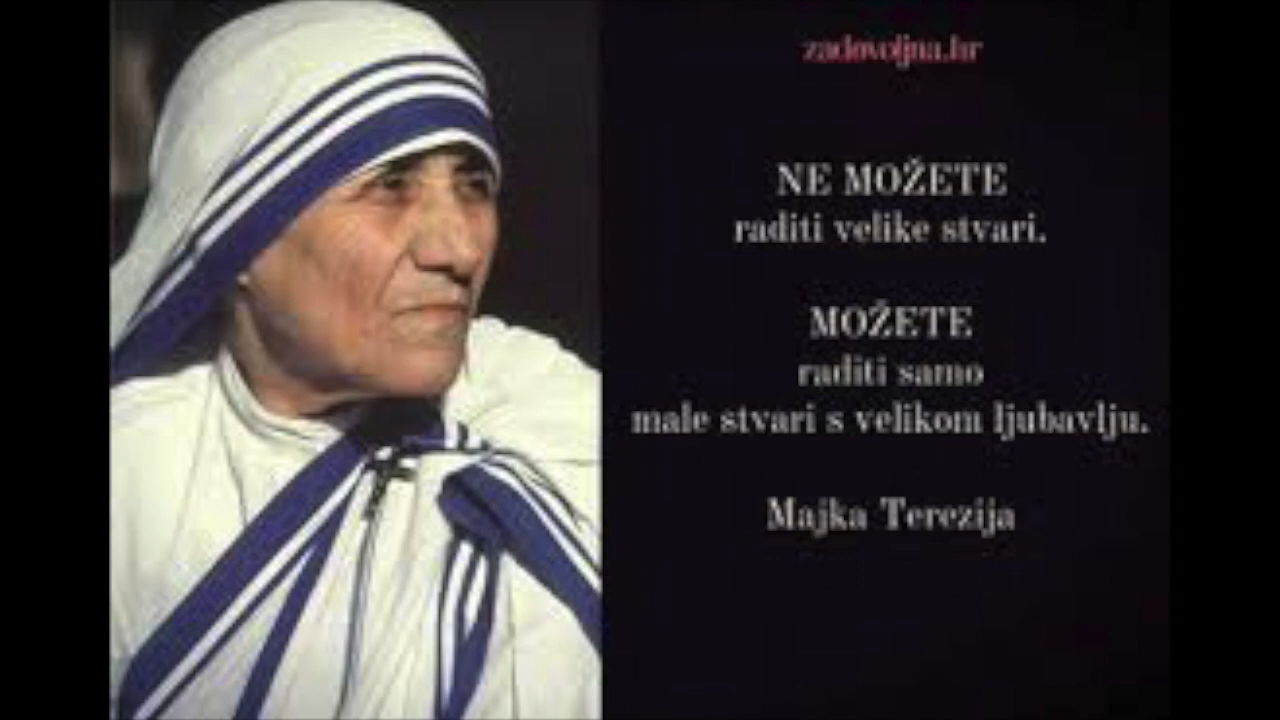 zadovoljna.hr
NE MOŽETE
raditi velike stvari.
MOŽETE
raditi samo
male stvari s velikom ljubavlju.
Majka Terezija